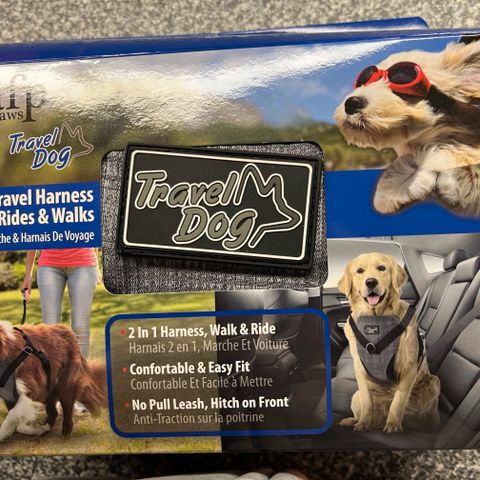 afp
Travel
Dog
Travel
Dog
Travel Harness
Rides & Walks
& Harnais De Voyage
• 2 In 1 Harness, Walk & Ride
Harnais 2 en 1, Marche Et Voiture
• Comfortable & Easy Fit
Confortable Et Facile à Mettre
• No Pull Leash, Hitch on Front
Anti-Traction sur la poitrine